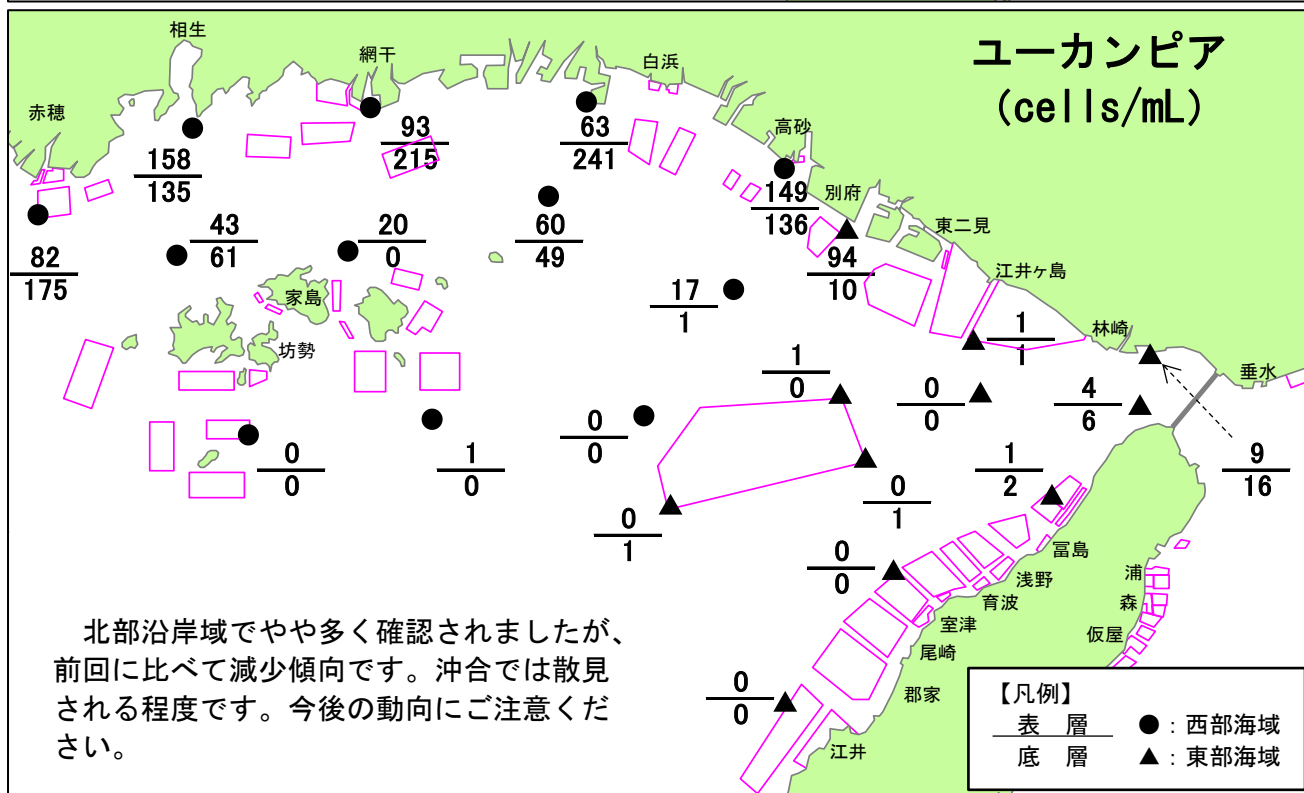 ユーカンピア
(cells/mL)
相生
網干
白浜
赤穂
高砂
別府
東二見
江井ヶ島
林崎
垂水
家島
坊勢
158
135
93
215
63
241
149
136
82
175
43
61
20
0
60
49
94
10
17
1
1
1
1
0
0
0
4
6
9
16
0
0
1
0
0
0
0
1
0
1
1
2
0
0
0
0
冨島
浅野
育波
室津
尾崎
郡家
江井
浦
森
仮屋
北部沿岸域でやや多く確認されましたが、
前回に比べて減少傾向です。沖合では散見
される程度です。今後の動向にご注意くだ
さい。
【凡例】
表 層 ●：西部海域
底 層 ▲：東部海域